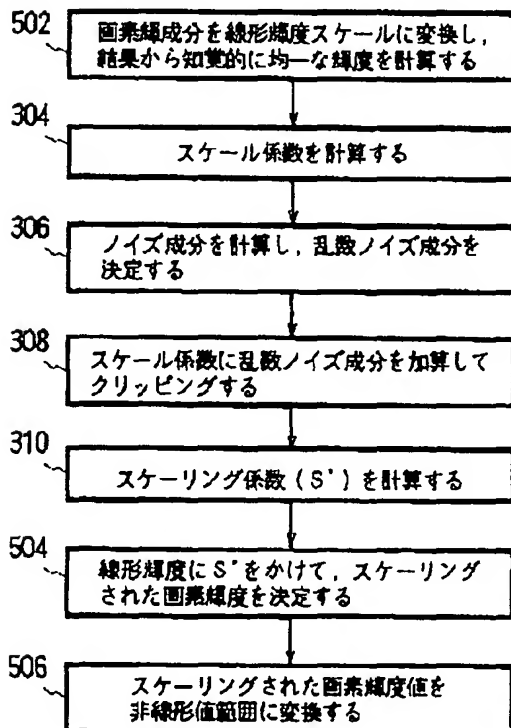 502
画素輝成分を線形輝度スケールに変換し,
結果から知覚的に均一な輝度を計算する
304
スケール係数を計算する
306
ノイズ成分を計算し,乱数ノイズ成分を
決定する
308
スケール係数に乱数ノイズ成分を加算して
クリッピングする
310
スケーリング係数(S')を計算する
504
線形輝度にS'をかけて,スケーリング
された画素輝度を決定する
506
スケーリングされた画素輝度値を
非線形値範囲に変換する